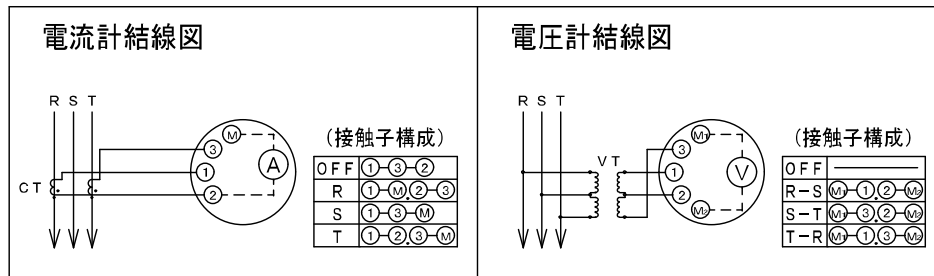 電流計結線図
R S T
CT
M
3
1
2
A
(接触子構成)
OFF ①-③-②
R ①-Ⓜ.②-③
S ①-③-Ⓜ
T ①-②.③-Ⓜ
電圧計結線図
R S T
VT
M1
3
1
2
M2
V
(接触子構成)
OFF
R-S M1-①.②-M2
S-T M1-③.②-M2
T-R M1-①.③-M2